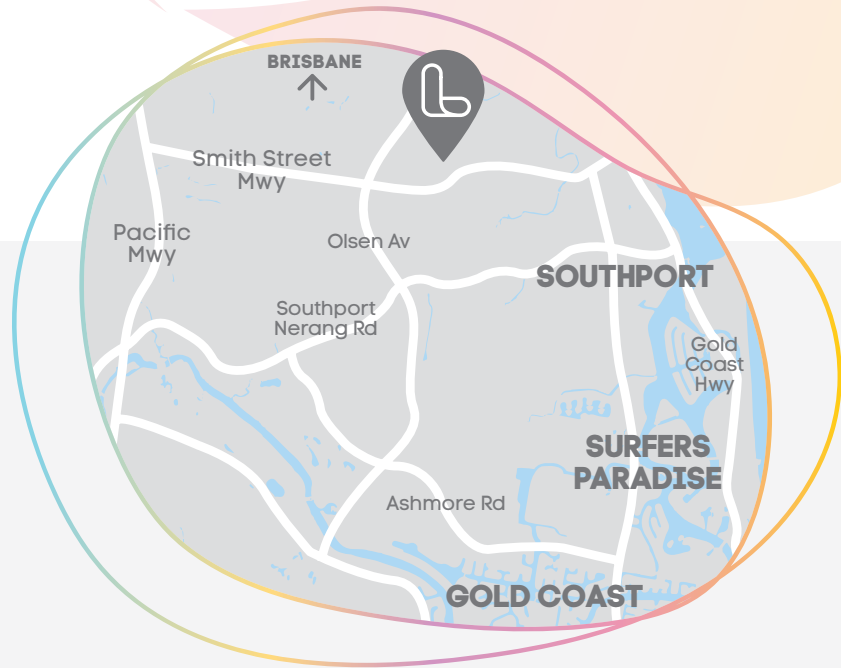 BRISBANE
Smith Street
Mwy
Pacific
Mwy
Olsen Av
SOUTHPORT
Southport
Nerang Rd
Gold
Coast
Hwy
SURFERS
PARADISE
Ashmore Rd
GOLD COAST